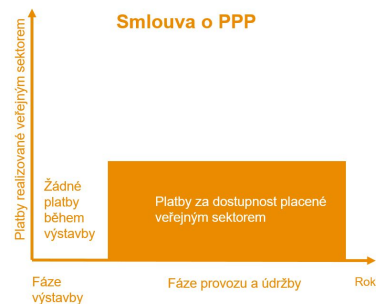 Smlouva o PPP
Platby realizované veřejným sektorem
Žádné
platby
během
výstavby
Platby za dostupnost placené
veřejným sektorem
Fáze
výstavby
Fáze provozu a údržby
Rok